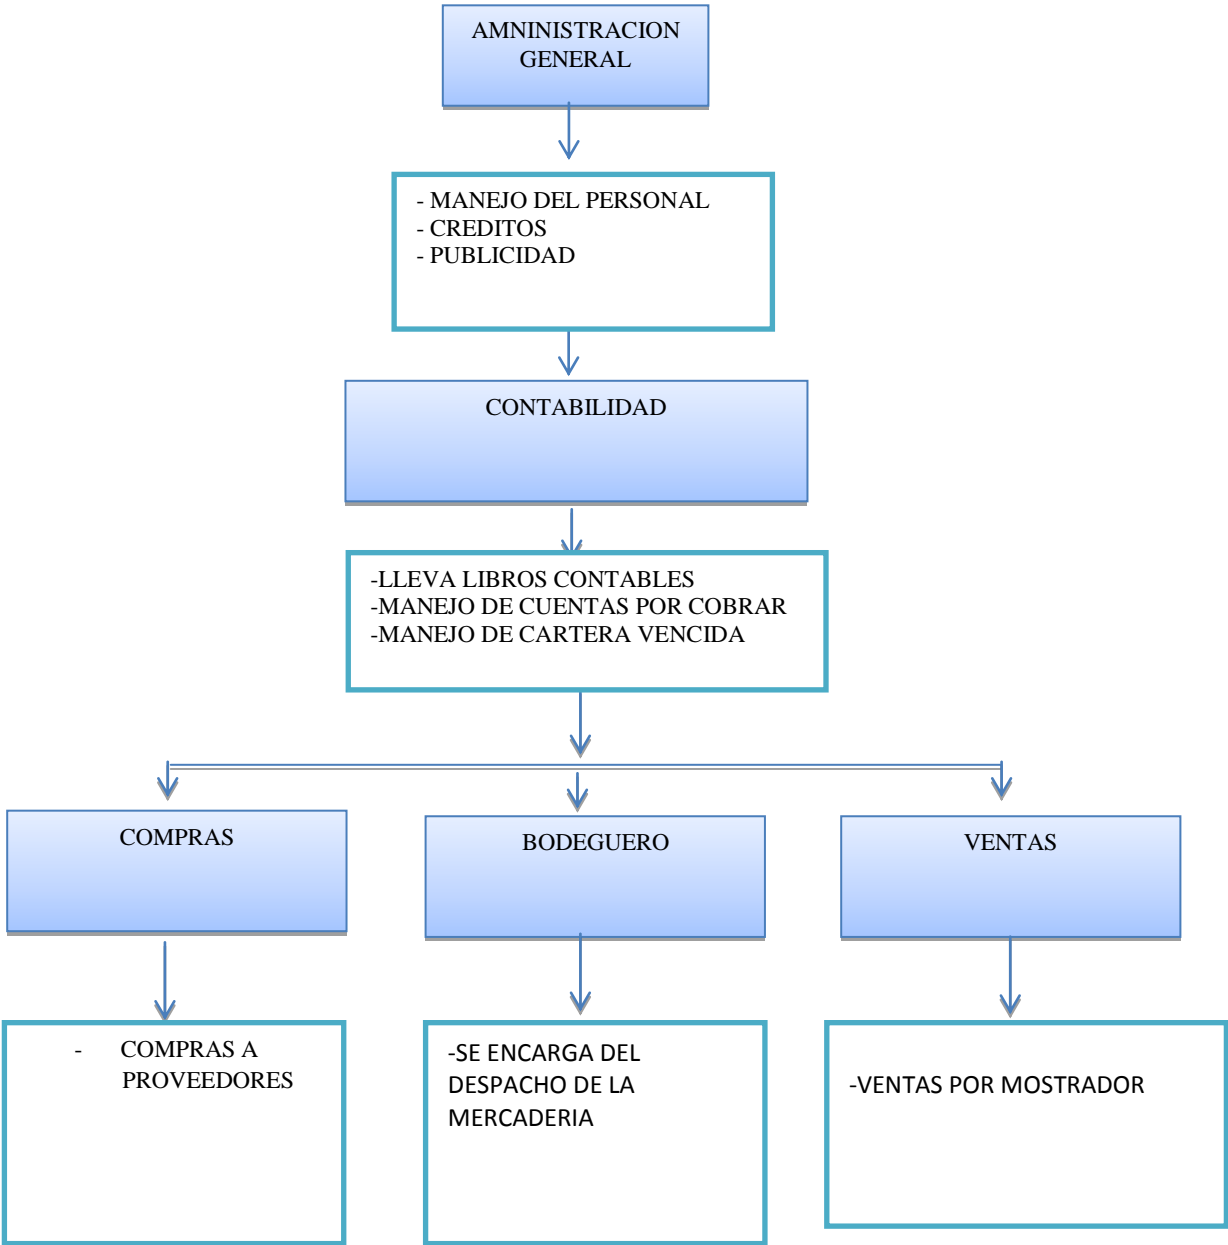 AMNINISTRACION
GENERAL
- MANEJO DEL PERSONAL
- CREDITOS
- PUBLICIDAD
CONTABILIDAD
-LLEVA LIBROS CONTABLES
-MANEJO DE CUENTAS POR COBRAR
-MANEJO DE CARTERA VENCIDA
COMPRAS
BODEGUERO
VENTAS
- COMPRAS A
PROVEEDORES
-SE ENCARGA DEL
DESPACHO DE LA
MERCADERIA
-VENTAS POR MOSTRADOR